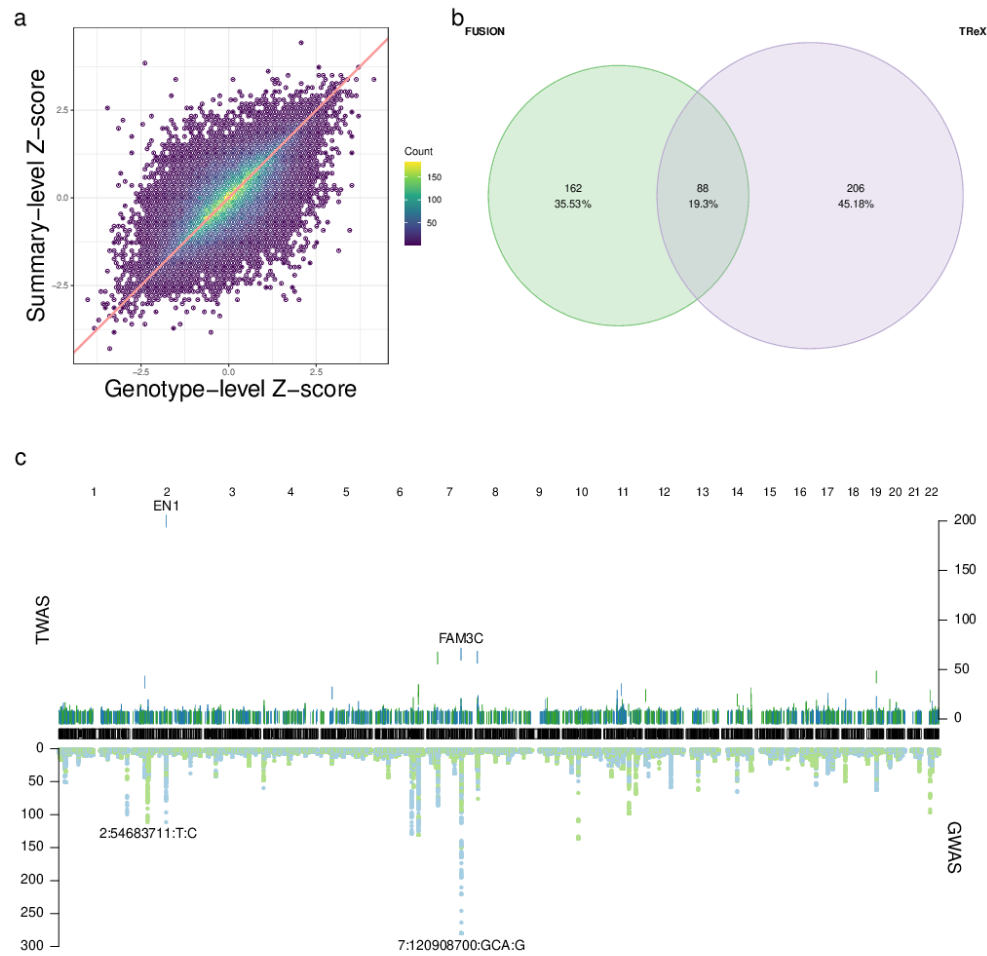 a
Summary−level Z−score
2.5
0.0
−2.5
−2.5 0.0 2.5
Genotype−level Z−score
Count
150
100
50
b
FUSION
TReX
162
35.53%
88
19.3%
206
45.18%
c
1 2 3 4 5 6 7 8 9 10 11 12 13 14 15 16 17 18 19 20 21 22
EN1
TWAS
FAM3C
200
150
100
50
0
0
50
100
150
200
250
300
2:54683711:T:C
7:120908700:GCA:G
GWAS